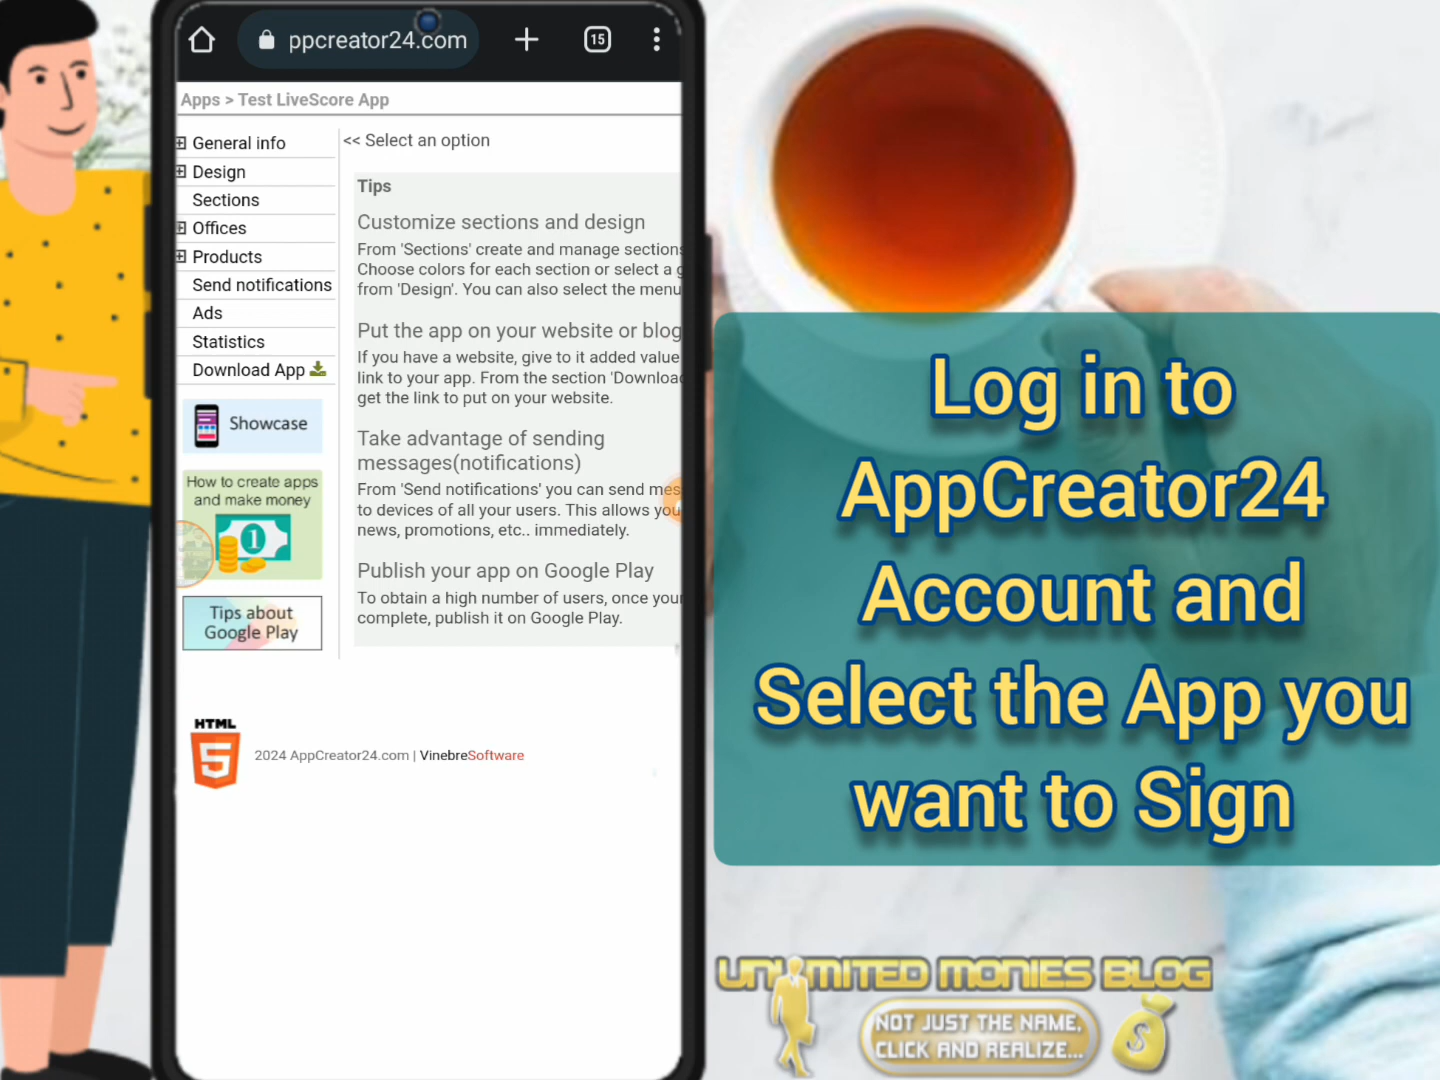 ppcreator24.com
15
Apps > Test LiveScore App
General info
Design
Sections
Offices
Products
Send notifications
Ads
Statistics
Download App
Showcase
How to create apps
and make money
1
Tips about
Google Play
<< Select an option
Tips
Customize sections and design
From 'Sections' create and manage sections
Choose colors for each section or select a g
from 'Design'. You can also select the menu
Put the app on your website or blog
If you have a website, give to it added value
link to your app. From the section 'Download
get the link to put on your website.
Take advantage of sending
messages(notifications)
From 'Send notifications' you can send mes
to devices of all your users. This allows you
news, promotions, etc.. immediately.
Publish your app on Google Play
To obtain a high number of users, once your
complete, publish it on Google Play.
HTML
5
2024 AppCreator24.com | VinebreSoftware
Log in to
AppCreator24
Account and
Select the App you
want to Sign
UNLIMITED MONIES BLOG
NOT JUST THE NAME,
CLICK AND REALIZE...
$